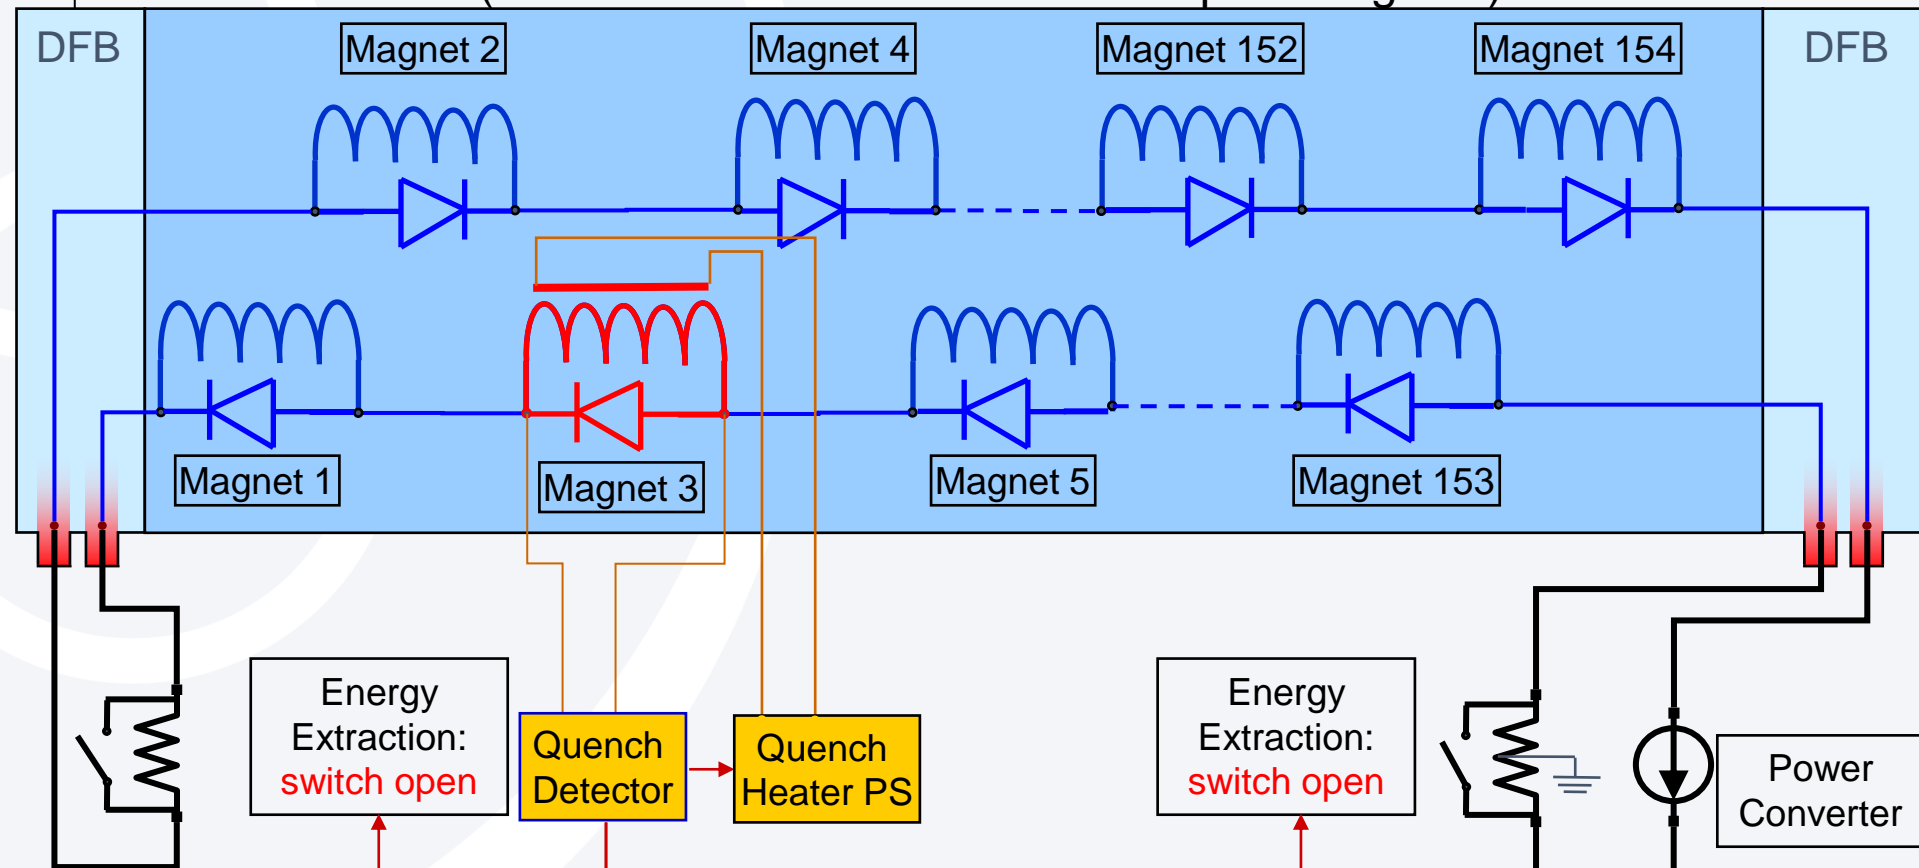 DFB
Magnet 2
Magnet 4
Magnet 152
Magnet 154
DFB
Magnet 1
Magnet 3
Magnet 5
Magnet 153
Energy
Extraction:
switch open
Quench
Detector
Quench
Heater PS
Energy
Extraction:
switch open
Power
Converter